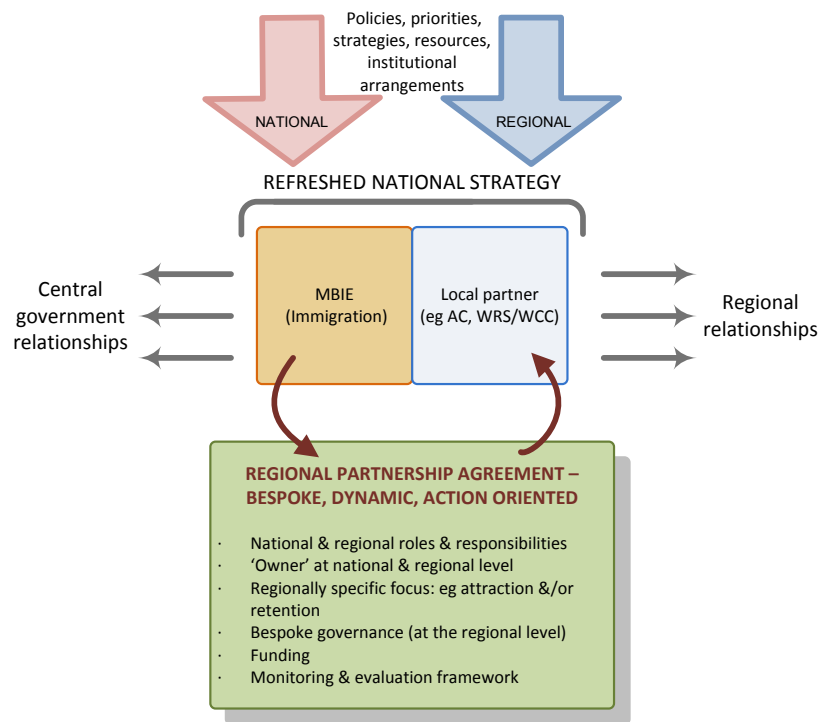 Policies, priorities,
strategies, resources,
institutional
arrangements
NATIONAL
REGIONAL
REFRESHED NATIONAL STRATEGY
Central
government
relationships
MBIE
(Immigration)
Local partner
(eg AC, WRS/WCC)
Regional
relationships
REGIONAL PARTNERSHIP AGREEMENT –
BESPOKE, DYNAMIC, ACTION ORIENTED
· National & regional roles & responsibilities
· ‘Owner’ at national & regional level
· Regionally specific focus: eg attraction &/or
retention
· Bespoke governance (at the regional level)
· Funding
· Monitoring & evaluation framework